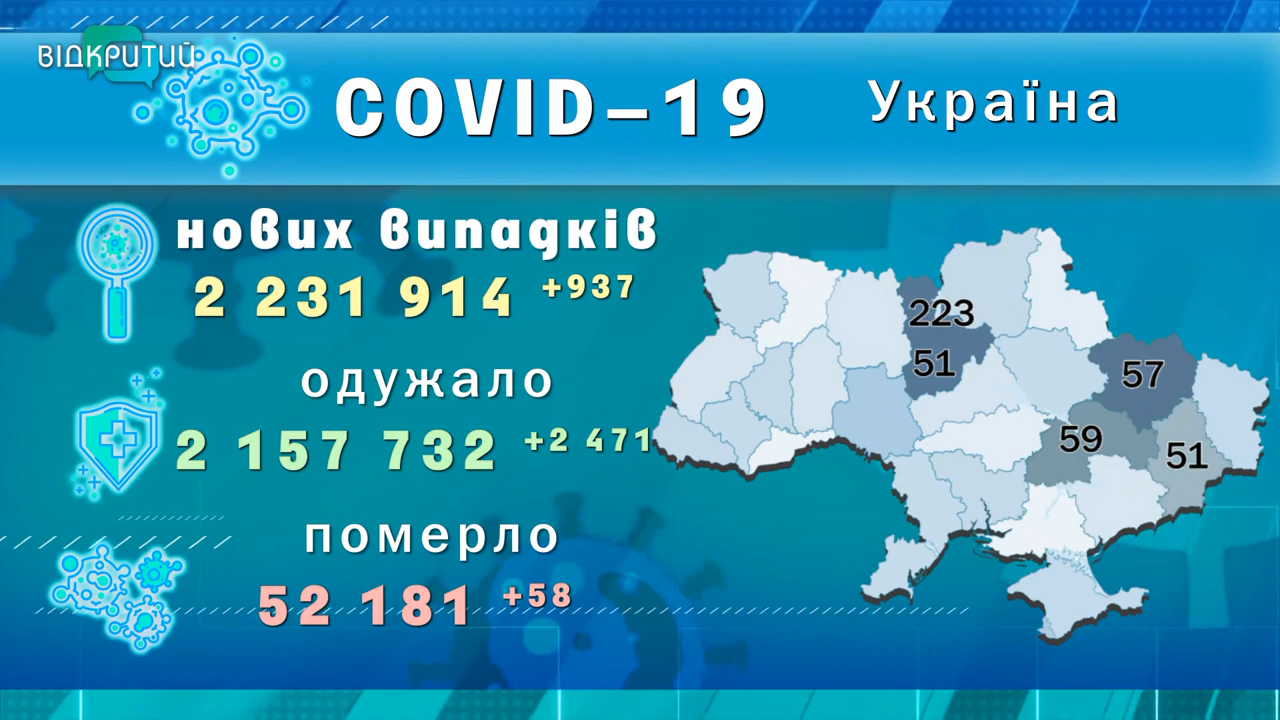 ВІДКРИТИЙ
COVID–19
Україна
нових випадків
2 231 914 +937
одужало
2 157 732 +2 471
померло
52 181 +58
223
51
57
59
51